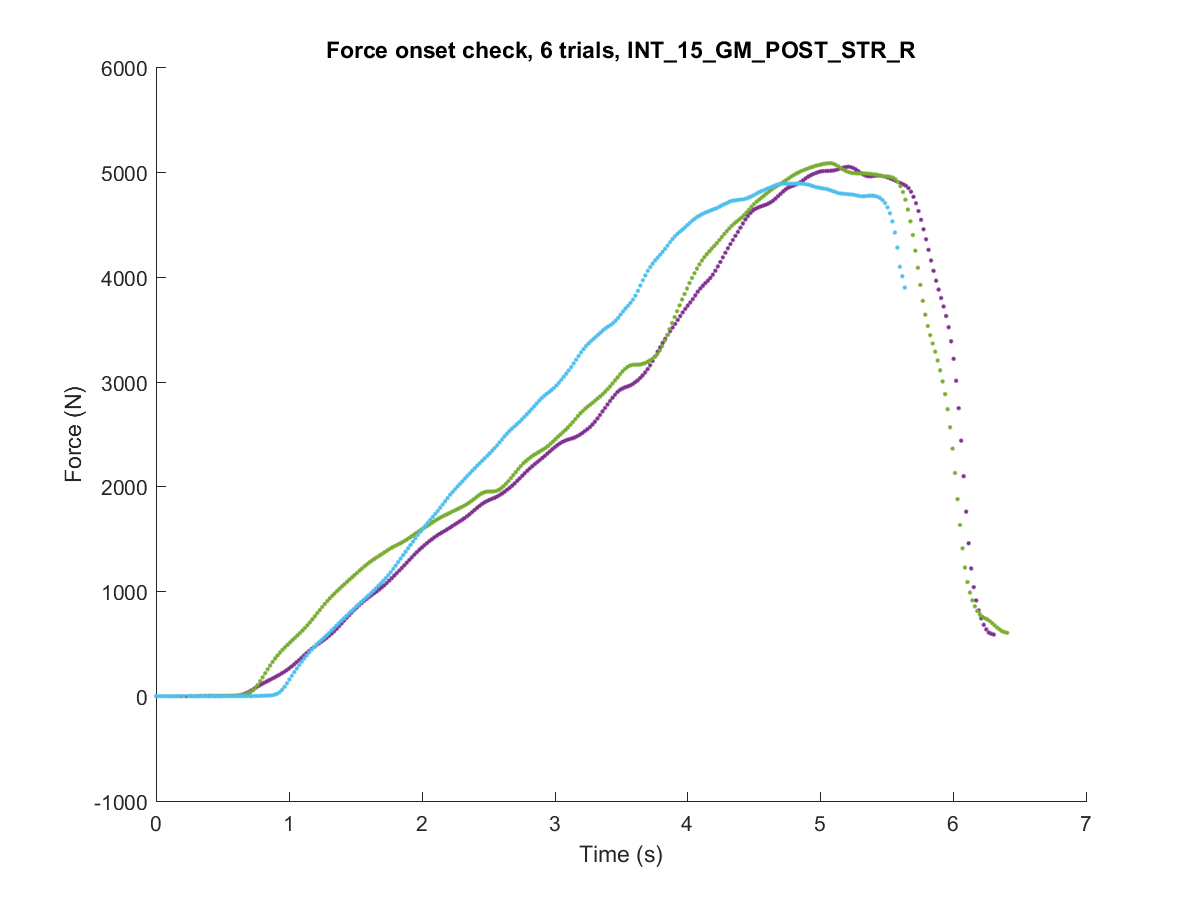 Force onset check, 6 trials, INT_15_GM_POST_STR_R
6000
5000
4000
3000
2000
1000
0
-1000
Force (N)
0 1 2 3 4 5 6 7
Time (s)